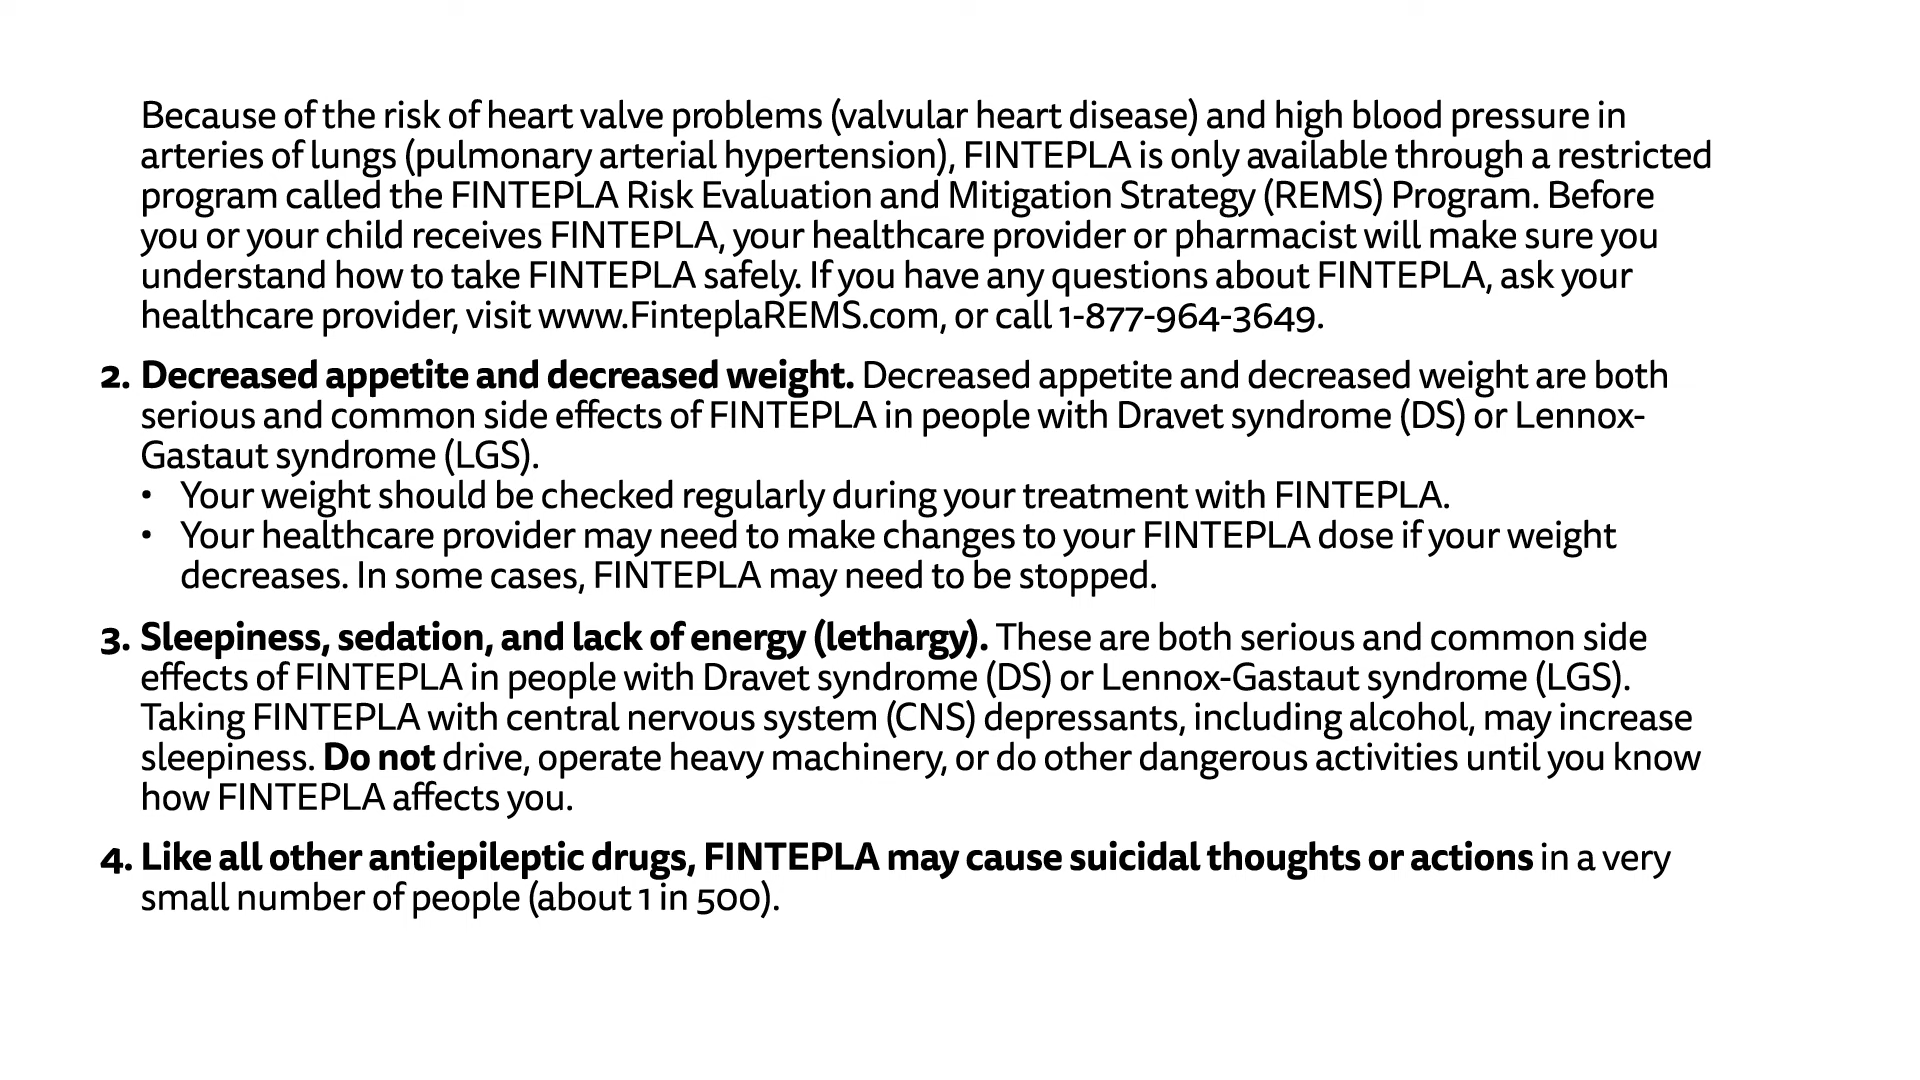 Because of the risk of heart valve problems (valvular heart disease) and high blood pressure in
arteries of lungs (pulmonary arterial hypertension), FINTEPLA is only available through a restricted
program called the FINTEPLA Risk Evaluation and Mitigation Strategy (REMS) Program. Before
you or your child receives FINTEPLA, your healthcare provider or pharmacist will make sure you
understand how to take FINTEPLA safely. If you have any questions about FINTEPLA, ask your
healthcare provider, visit www.FinteplaREMS.com, or call 1-877-964-3649.
2. Decreased appetite and decreased weight. Decreased appetite and decreased weight are both
serious and common side effects of FINTEPLA in people with Dravet syndrome (DS) or Lennox-
Gastaut syndrome (LGS).
• Your weight should be checked regularly during your treatment with FINTEPLA.
• Your healthcare provider may need to make changes to your FINTEPLA dose if your weight
decreases. In some cases, FINTEPLA may need to be stopped.
3. Sleepiness, sedation, and lack of energy (lethargy). These are both serious and common side
effects of FINTEPLA in people with Dravet syndrome (DS) or Lennox-Gastaut syndrome (LGS).
Taking FINTEPLA with central nervous system (CNS) depressants, including alcohol, may increase
sleepiness. Do not drive, operate heavy machinery, or do other dangerous activities until you know
how FINTEPLA affects you.
4. Like all other antiepileptic drugs, FINTEPLA may cause suicidal thoughts or actions in a very
small number of people (about 1 in 500).